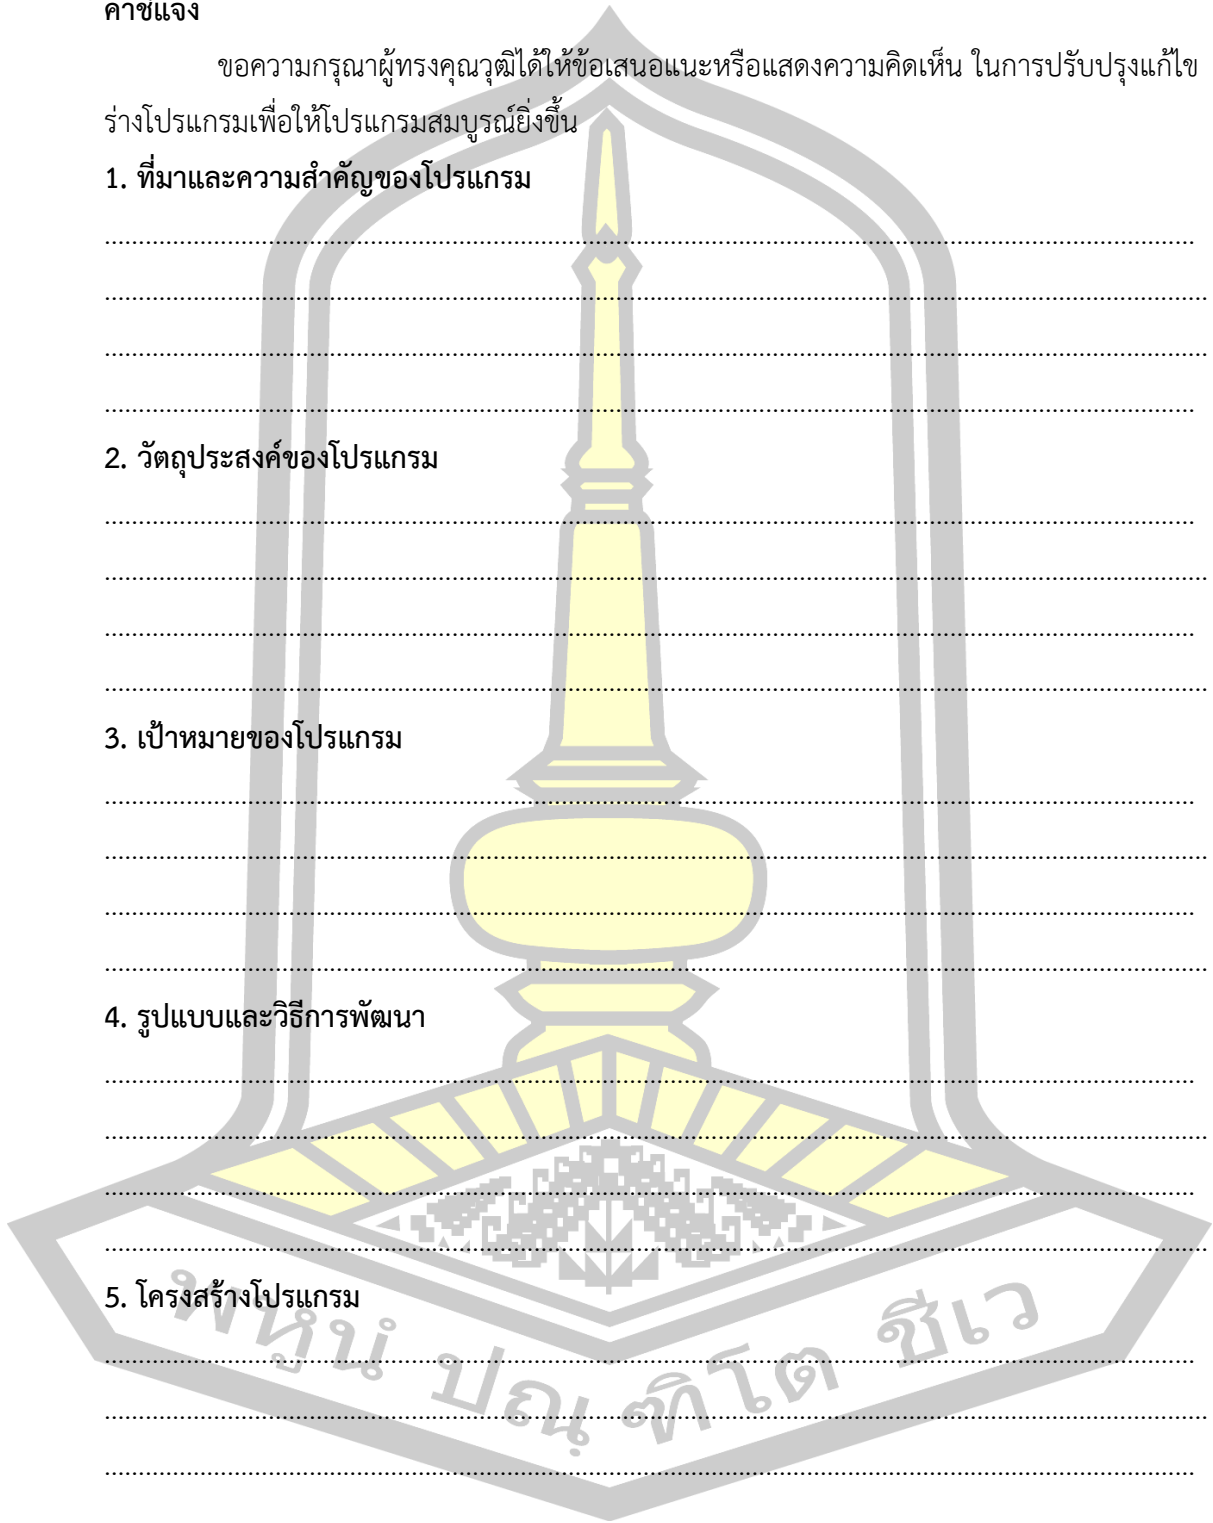 คำชี้แจง
ขอความกรุณาผู้ทรงคุณวุฒิได้ให้ข้อเสนอแนะหรือแสดงความคิดเห็น ในการปรับปรุงแก้ไข
ร่างโปรแกรมเพื่อให้โปรแกรมสมบูรณ์ยิ่งขึ้น
1. ที่มาและความสำคัญของโปรแกรม
2. วัตถุประสงค์ของโปรแกรม
3. เป้าหมายของโปรแกรม
4. รูปแบบและวิธีการพัฒนา
5. โครงสร้างโปรแกรม
พหูนํ ปณฺฑิโต ชีเว